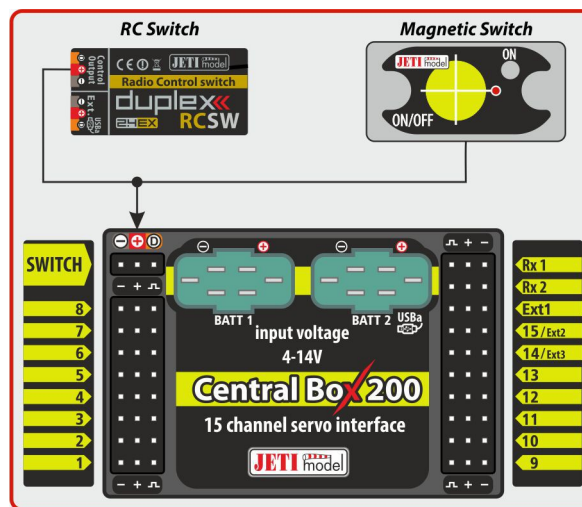 RC Switch
Magnetic Switch
Control
Output
JETI model
Radio Control switch
duplex
2.4EX RCSW
Ext.
USBa
JETI model
ON
ON/OFF
− + D
SWITCH
− + ⎍
8
7
6
5
4
3
2
1
− + ⎍
− +
BATT 1
− +
BATT 2
USBa
input voltage
4-14V
Central Box 200
15 channel servo interface
JETI model
⎍ + −
Rx 1
Rx 2
Ext1
15/Ext2
14/Ext3
13
12
11
10
9
⎍ + −